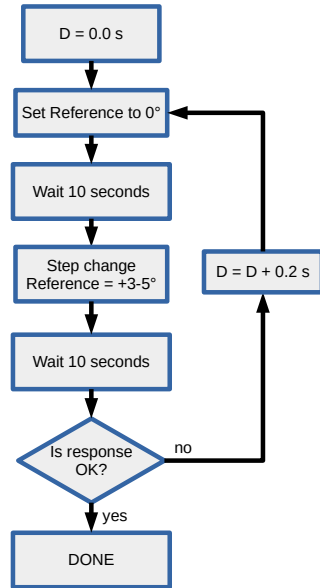 D = 0.0 s
Set Reference to 0°
Wait 10 seconds
Step change
Reference = +3-5°
D = D + 0.2 s
Wait 10 seconds
Is response
OK?
no
yes
DONE